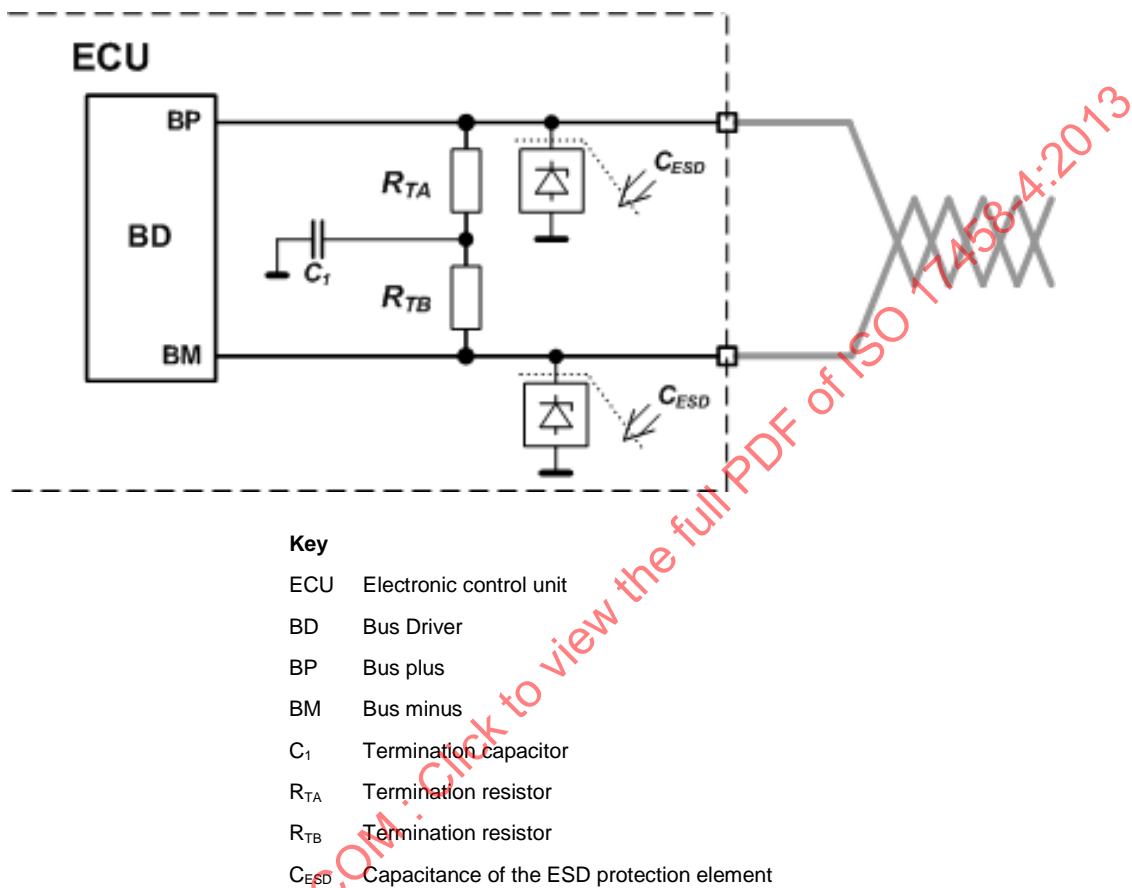 ECU
BP
R_TA
C_ESD
BD
C_1
R_TB
BM
C_ESD
Key
ECU Electronic control unit
BD Bus Driver
BP Bus plus
BM Bus minus
C₁ Termination capacitor
R_TA Termination resistor
R_TB Termination resistor
C_ESD Capacitance of the ESD protection element
COM : Click to view the full PDF of ISO 17458-4:2013